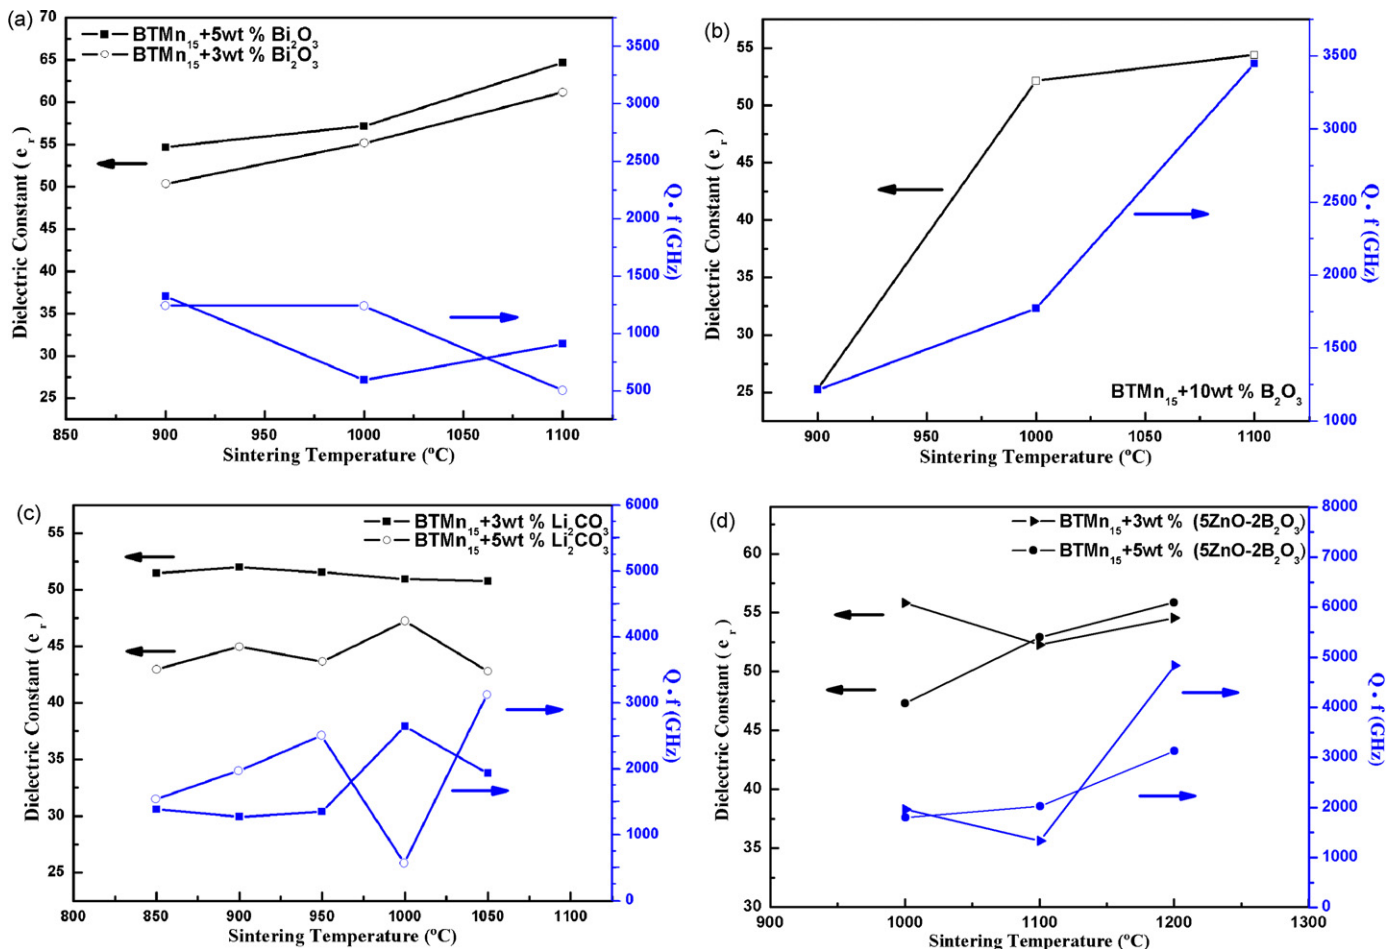 (a)
BTMn15+5wt % Bi2O3
BTMn15+3wt % Bi2O3
Dielectric Constant ( e r )
70
65
60
55
50
45
40
35
30
25
3500
3000
2500
2000
1500
1000
500
Q • f (GHz)
850 900 950 1000 1050 1100
Sintering Temperature (ºC)
(b)
Dielectric Constant ( e r )
55
50
45
40
35
30
25
3500
3000
2500
2000
1500
1000
Q • f (GHz)
BTMn15+10wt % B2O3
900 950 1000 1050 1100
Sintering Temperature (ºC)
(c)
BTMn15+3wt % Li2CO3
BTMn15+5wt % Li2CO3
Dielectric Constant ( e r )
55
50
45
40
35
30
25
6000
5000
4000
3000
2000
1000
0
Q • f (GHz)
800 850 900 950 1000 1050 1100
Sintering Temperature (ºC)
(d)
BTMn15+3wt % (5ZnO-2B2O3)
BTMn15+5wt % (5ZnO-2B2O3)
Dielectric Constant ( e r )
60
55
50
45
40
35
30
8000
7000
6000
5000
4000
3000
2000
1000
0
Q • f (GHz)
900 1000 1100 1200 1300
Sintering Temperature (ºC)